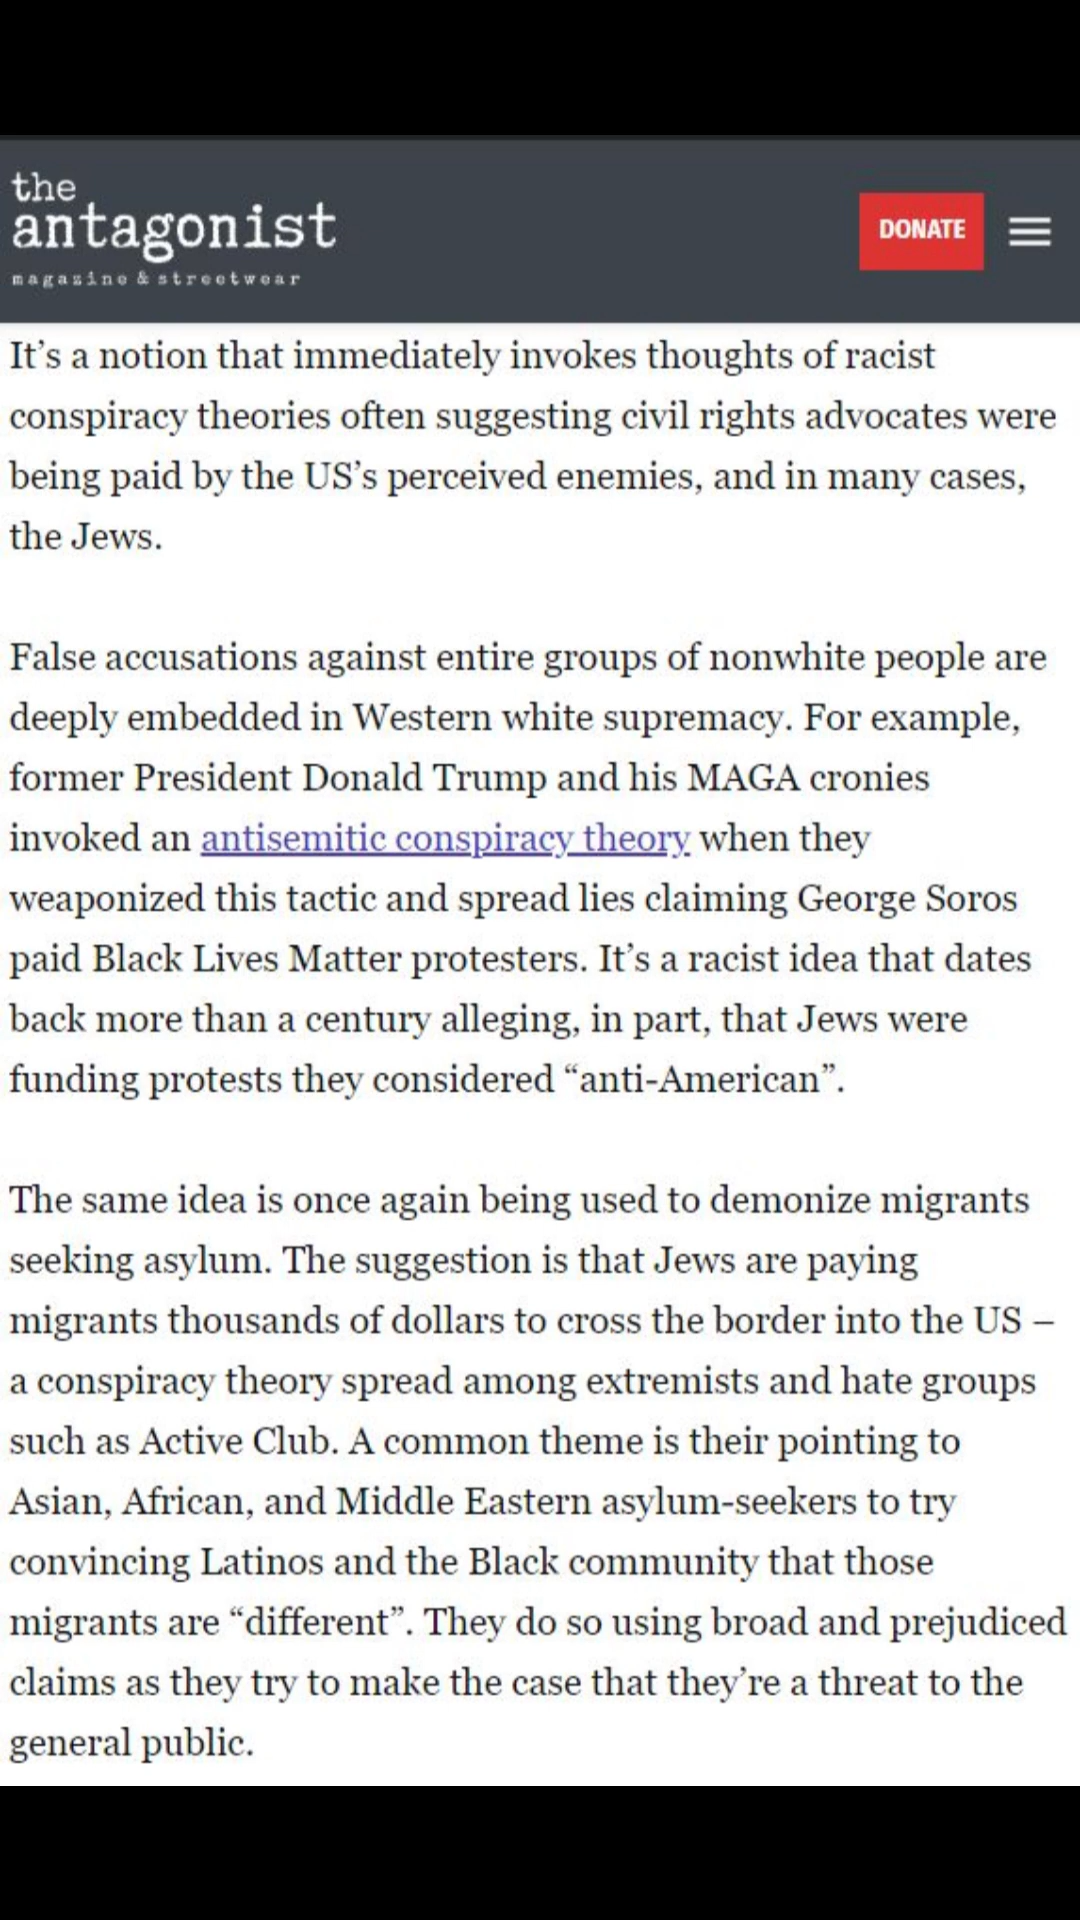 the
antagonist
magazine & streetwear
DONATE
It’s a notion that immediately invokes thoughts of racist
conspiracy theories often suggesting civil rights advocates were
being paid by the US’s perceived enemies, and in many cases,
the Jews.
False accusations against entire groups of nonwhite people are
deeply embedded in Western white supremacy. For example,
former President Donald Trump and his MAGA cronies
invoked an antisemitic conspiracy theory when they
weaponized this tactic and spread lies claiming George Soros
paid Black Lives Matter protesters. It’s a racist idea that dates
back more than a century alleging, in part, that Jews were
funding protests they considered “anti-American”.
The same idea is once again being used to demonize migrants
seeking asylum. The suggestion is that Jews are paying
migrants thousands of dollars to cross the border into the US –
a conspiracy theory spread among extremists and hate groups
such as Active Club. A common theme is their pointing to
Asian, African, and Middle Eastern asylum-seekers to try
convincing Latinos and the Black community that those
migrants are “different”. They do so using broad and prejudiced
claims as they try to make the case that they’re a threat to the
general public.